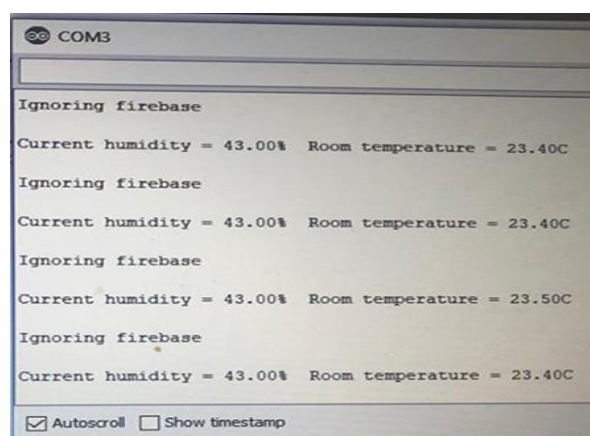 COM3
Ignoring firebase
Current humidity = 43.00% Room temperature = 23.40C
Ignoring firebase
Current humidity = 43.00% Room temperature = 23.40C
Ignoring firebase
Current humidity = 43.00% Room temperature = 23.50C
Ignoring firebase
Current humidity = 43.00% Room temperature = 23.40C
Autoscroll Show timestamp